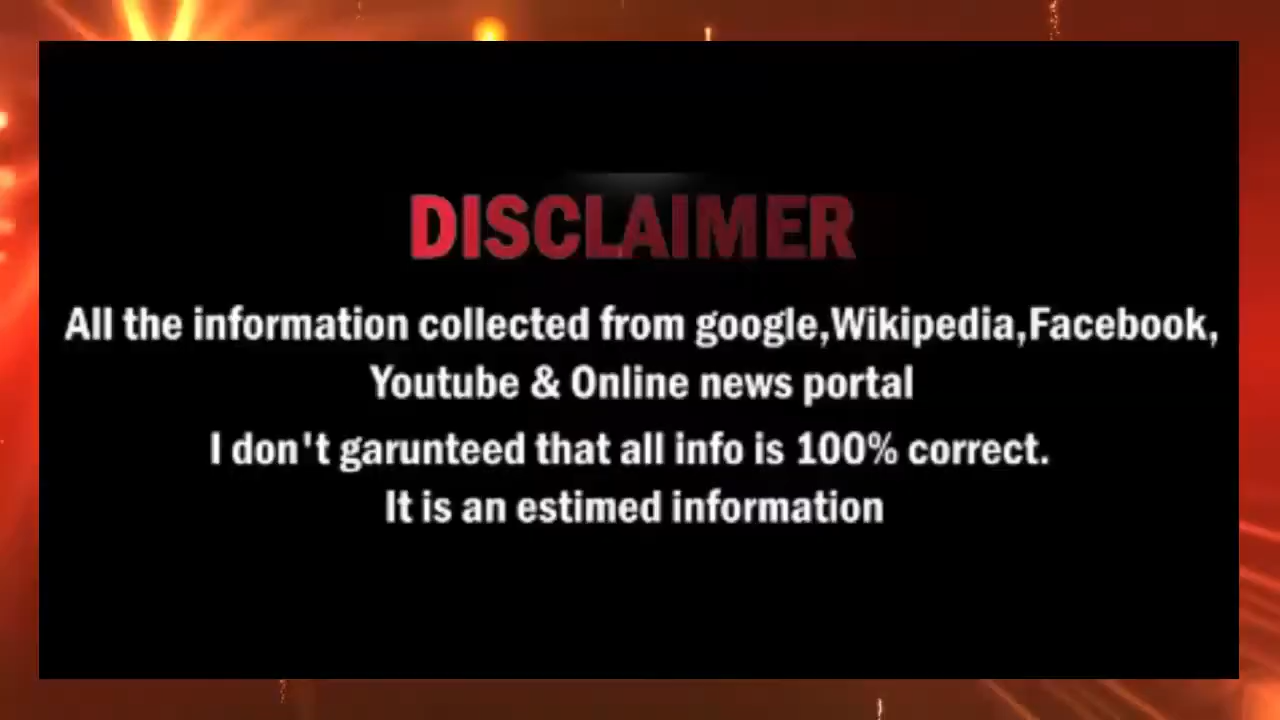 DISCLAIMER
All the information collected from google,Wikipedia,Facebook,
Youtube & Online news portal
I don't garunteed that all info is 100% correct.
It is an estimed information